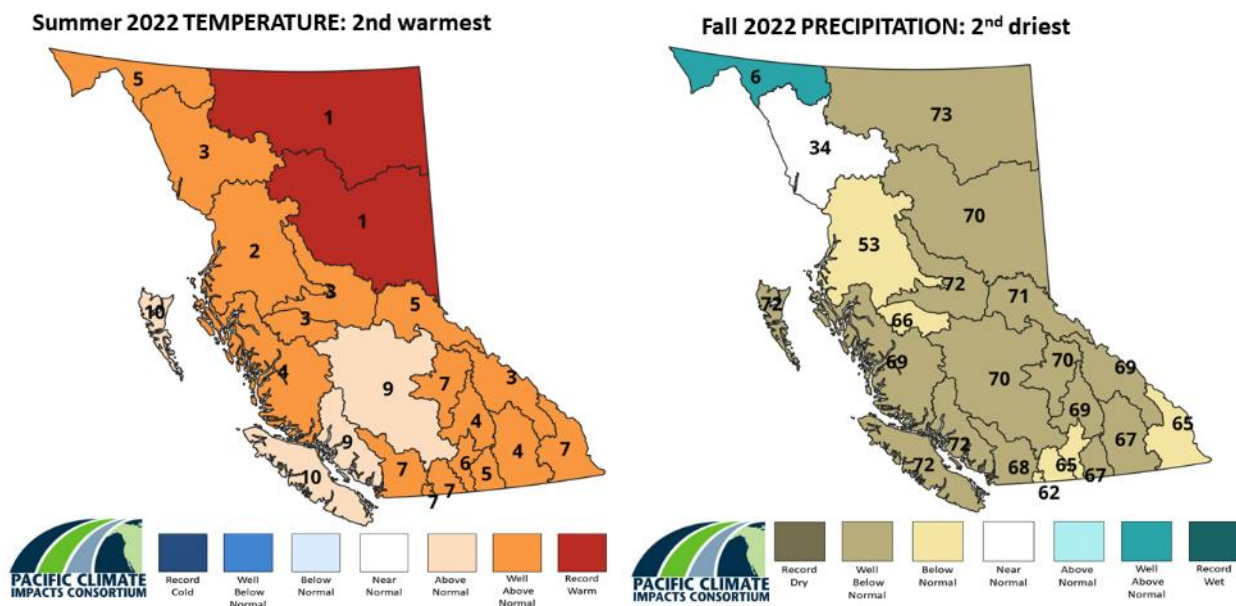 Summer 2022 TEMPERATURE: 2nd warmest
5
1
3
1
2
3
5
10
3
4
9
7
3
4
9
4
7
7
6
5
10
7
7
PACIFIC CLIMATE
IMPACTS CONSORTIUM
Record
Cold
Well
Below
Normal
Below
Normal
Near
Normal
Above
Normal
Well
Above
Normal
Record
Warm
Fall 2022 PRECIPITATION: 2nd driest
6
73
34
70
53
72
71
72
66
69
70
70
69
69
65
67
72
72
68
65
67
62
PACIFIC CLIMATE
IMPACTS CONSORTIUM
Record
Dry
Well
Below
Normal
Below
Normal
Near
Normal
Above
Normal
Well
Above
Normal
Record
Wet